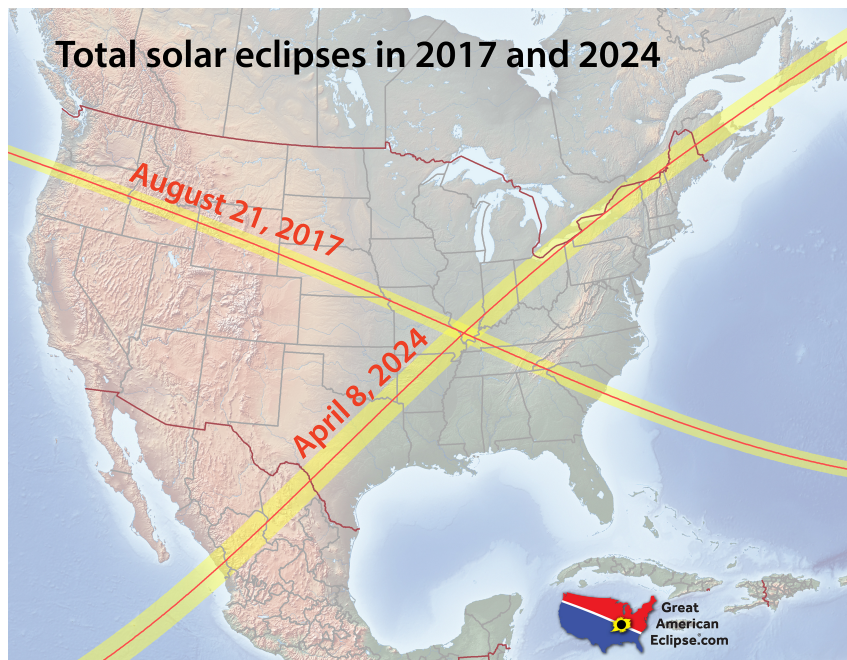 Total solar eclipses in 2017 and 2024
August 21, 2017
April 8, 2024
Great
American
Eclipse.com